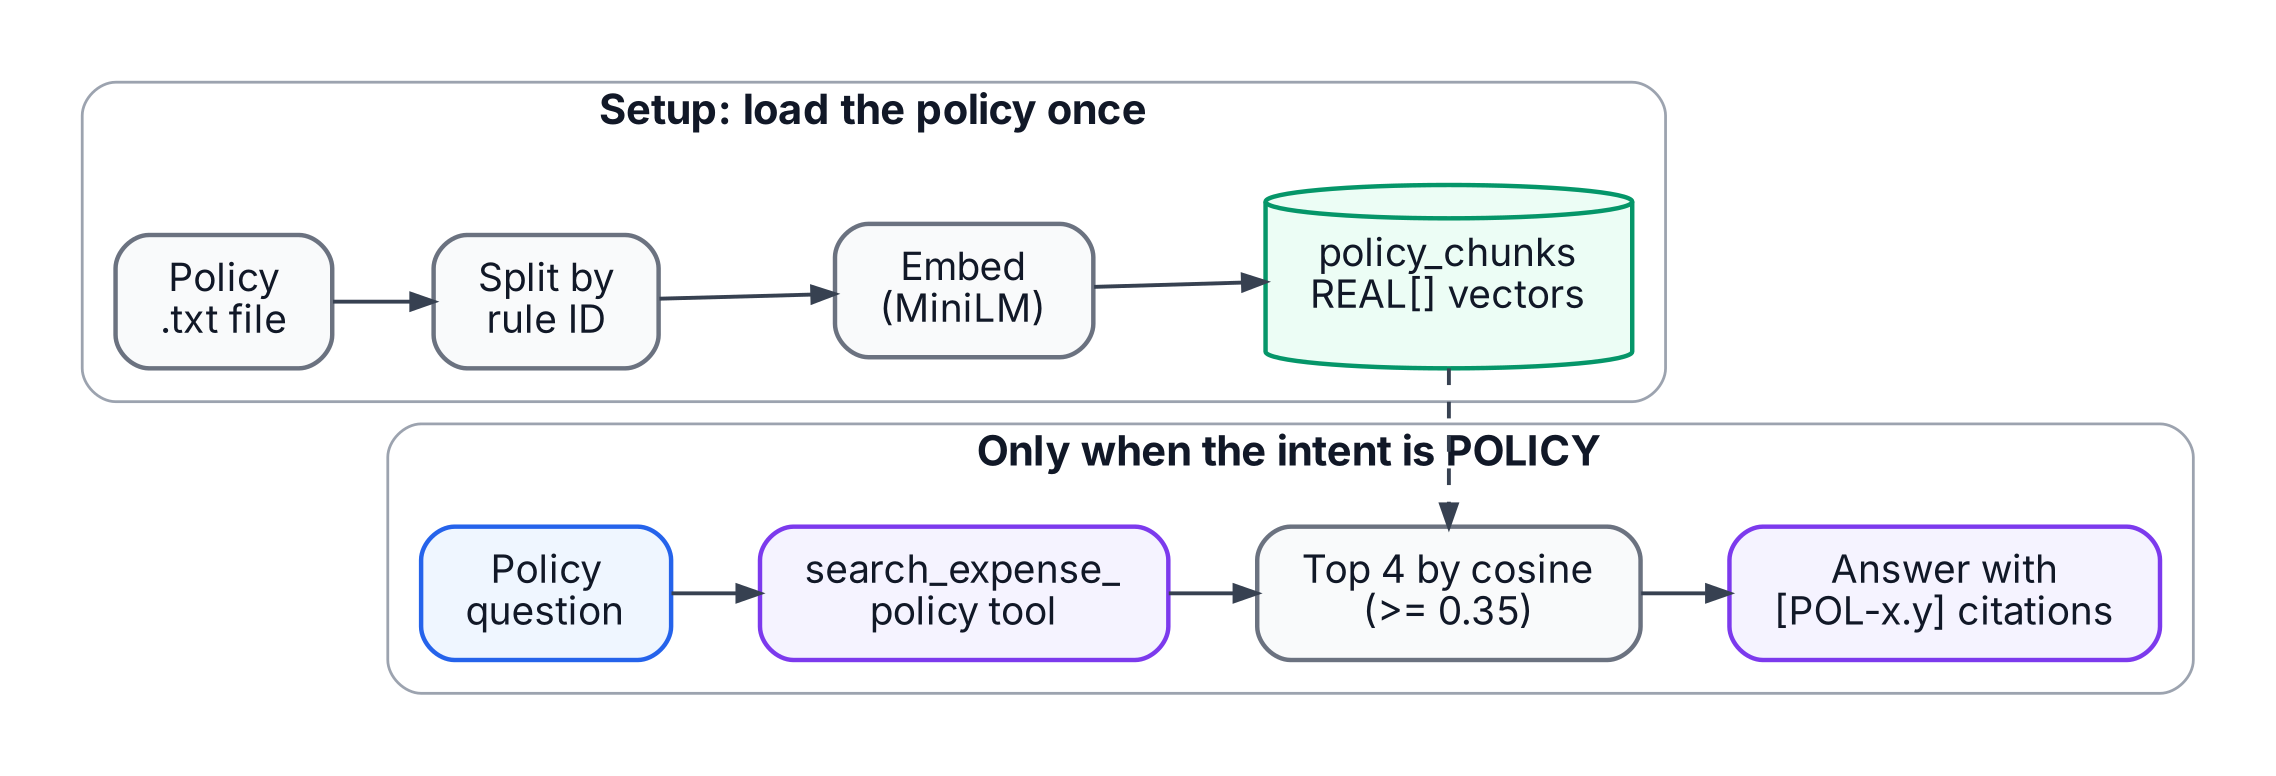 Setup: load the policy once
Policy
.txt file
Split by
rule ID
Embed
(MiniLM)
policy_chunks
REAL[] vectors
Only when the intent is POLICY
Policy
question
search_expense_
policy tool
Top 4 by cosine
(>= 0.35)
Answer with
[POL-x.y] citations